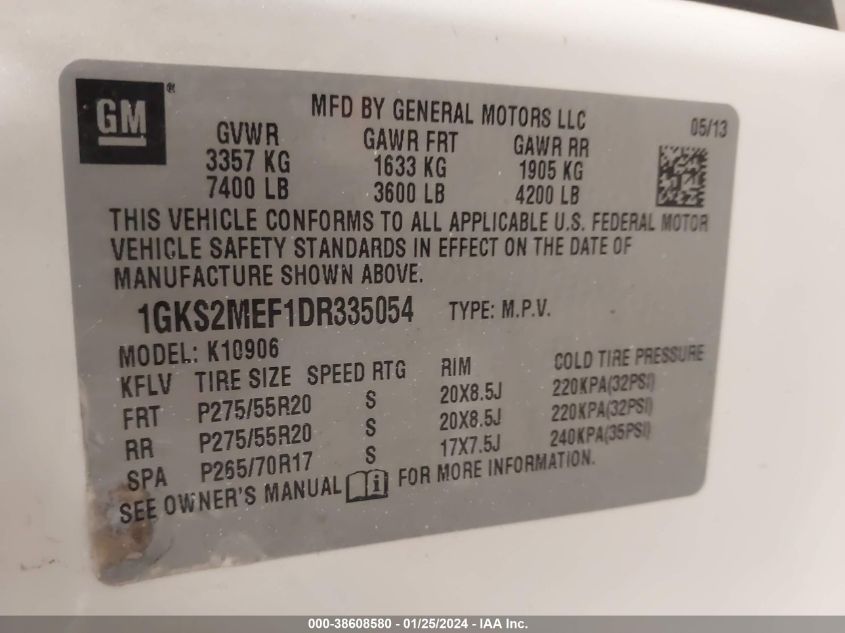 GM®
MFD BY GENERAL MOTORS LLC 05/13
GVWR GAWR FRT GAWR RR
3357 KG 1633 KG 1905 KG
7400 LB 3600 LB 4200 LB
THIS VEHICLE CONFORMS TO ALL APPLICABLE U.S. FEDERAL MOTOR
VEHICLE SAFETY STANDARDS IN EFFECT ON THE DATE OF
MANUFACTURE SHOWN ABOVE.
1GKS2MEF1DR335054 TYPE: M.P.V.
MODEL: K10906
KFLV TIRE SIZE SPEED RTG RIM COLD TIRE PRESSURE
FRT P275/55R20 S 20X8.5J 220KPA(32PSI)
RR P275/55R20 S 20X8.5J 220KPA(32PSI)
SPA P265/70R17 S 17X7.5J 240KPA(35PSI)
SEE OWNER'S MANUAL i FOR MORE INFORMATION.
000-38608580 - 01/25/2024 - IAA Inc.